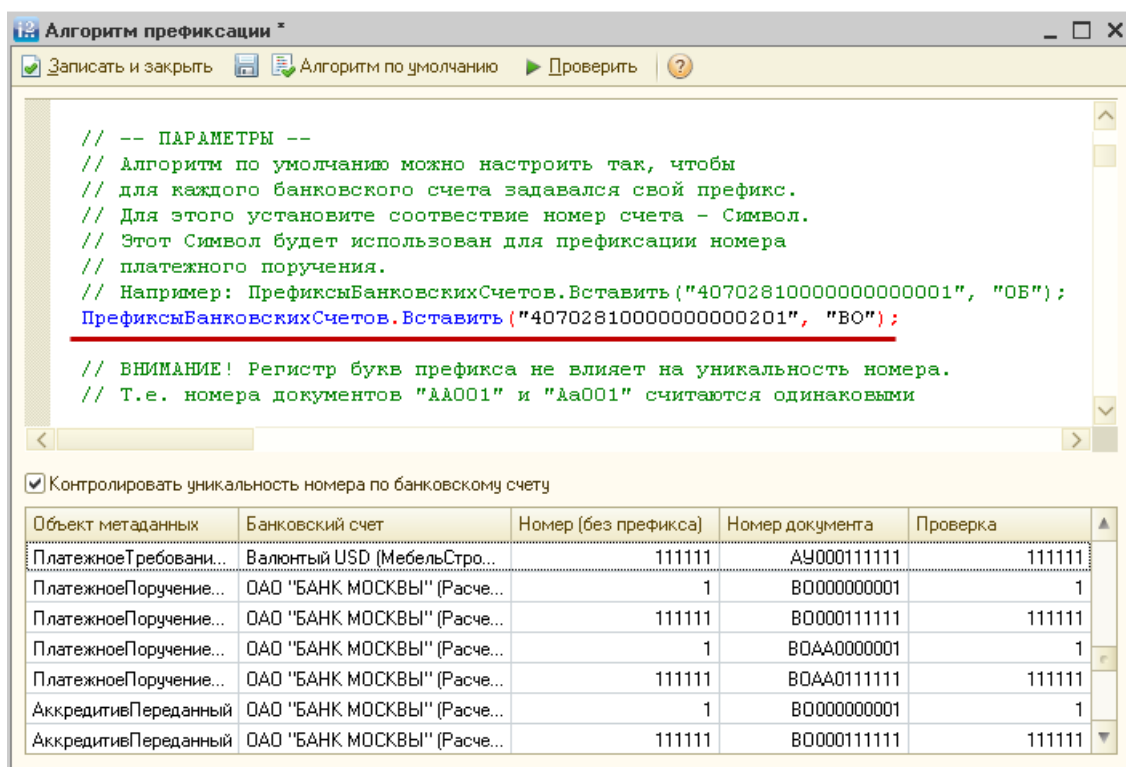 Алгоритм префиксации *
Записать и закрыть Алгоритм по умолчанию Проверить ?
// -- ПАРАМЕТРЫ --
// Алгоритм по умолчанию можно настроить так, чтобы
// для каждого банковского счета задавался свой префикс.
// Для этого установите соотвествие номер счета - Символ.
// Этот Символ будет использован для префиксации номера
// платежного поручения.
// Например: ПрефиксыБанковскихСчетов.Вставить("40702810000000000001", "ОБ");
ПрефиксыБанковскихСчетов.Вставить("40702810000000000201", "ВО");
// ВНИМАНИЕ! Регистр букв префикса не влияет на уникальность номера.
// Т.е. номера документов "АА001" и "Аа001" считаются одинаковыми
Контролировать уникальность номера по банковскому счету
Объект метаданных Банковский счет Номер (без префикса) Номер документа Проверка
ПлатежноеТребовани... Валюнтый USD (МебельСтро... 111111 АУ000111111 111111
ПлатежноеПоручение... ОАО "БАНК МОСКВЫ" (Расче... 1 ВО000000001 1
ПлатежноеПоручение... ОАО "БАНК МОСКВЫ" (Расче... 111111 ВО000111111 111111
ПлатежноеПоручение... ОАО "БАНК МОСКВЫ" (Расче... 1 ВОАА0000001 1
ПлатежноеПоручение... ОАО "БАНК МОСКВЫ" (Расче... 111111 ВОАА0111111 111111
АккредитивПереданный ОАО "БАНК МОСКВЫ" (Расче... 1 ВО000000001 1
АккредитивПереданный ОАО "БАНК МОСКВЫ" (Расче... 111111 ВО000111111 111111